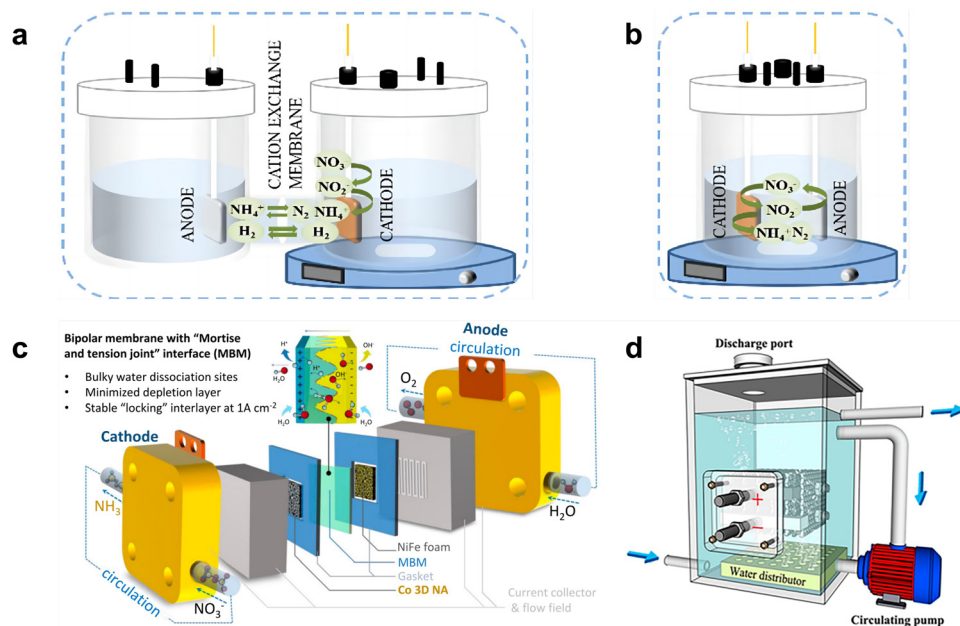 a
ANODE
CATION EXCHANGE
MEMBRANE
NO₃
NO₂⁻
NH₄⁺
N₂
NH₄⁺
H₂
H₂
CATHODE
b
CATHODE
NO₃⁻
NO₂
NH₄⁺
N₂
ANODE
c
Bipolar membrane with “Mortise
and tension joint” interface (MBM)
• Bulky water dissociation sites
• Minimized depletion layer
• Stable “locking” interlayer at 1A cm⁻²
H⁺
OH⁻
H₂O
H⁺
OH⁻
H₂O
H₂O
H₂O
Anode
circulation
O₂
H₂O
Cathode
NH₃
circulation
NO₃⁻
NiFe foam
MBM
Gasket
Co 3D NA
Current collector
& flow field
d
Discharge port
+
−
Water distributor
Circulating pump